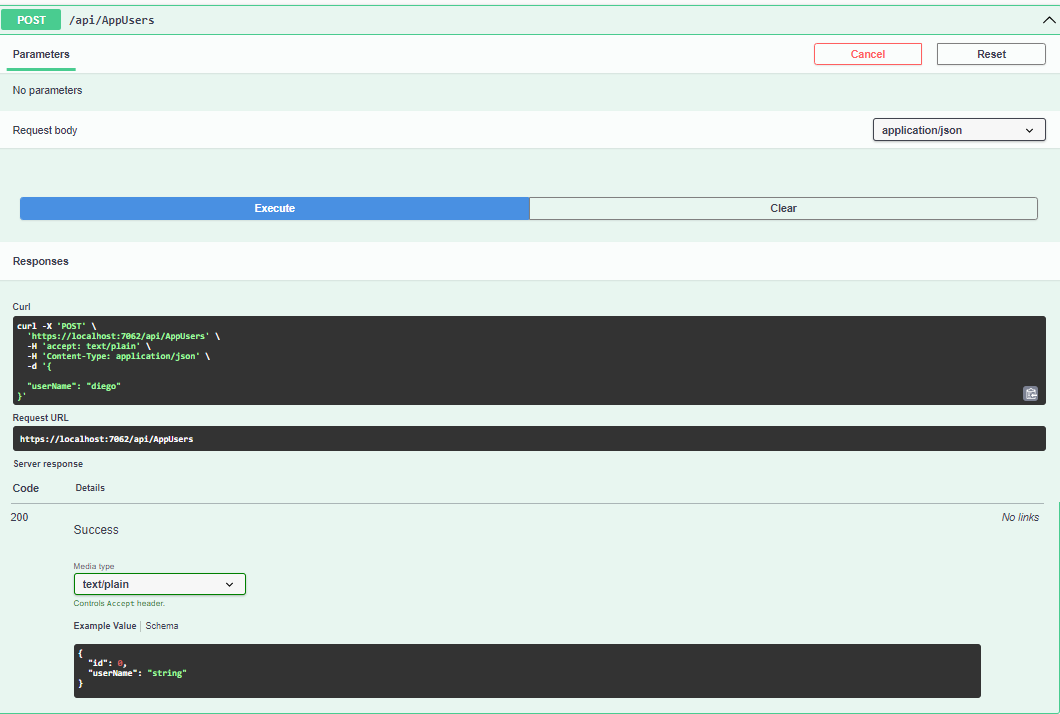 POST /api/AppUsers
Parameters Cancel Reset
No parameters
Request body application/json
Execute Clear
Responses
Curl
curl -X 'POST' \
'https://localhost:7062/api/AppUsers' \
-H 'accept: text/plain' \
-H 'Content-Type: application/json' \
-d '{
"userName": "diego"
}'
Request URL
https://localhost:7062/api/AppUsers
Server response
Code Details
200 No links
Success
Media type
text/plain
Controls Accept header.
Example Value | Schema
{
"id": 0,
"userName": "string"
}